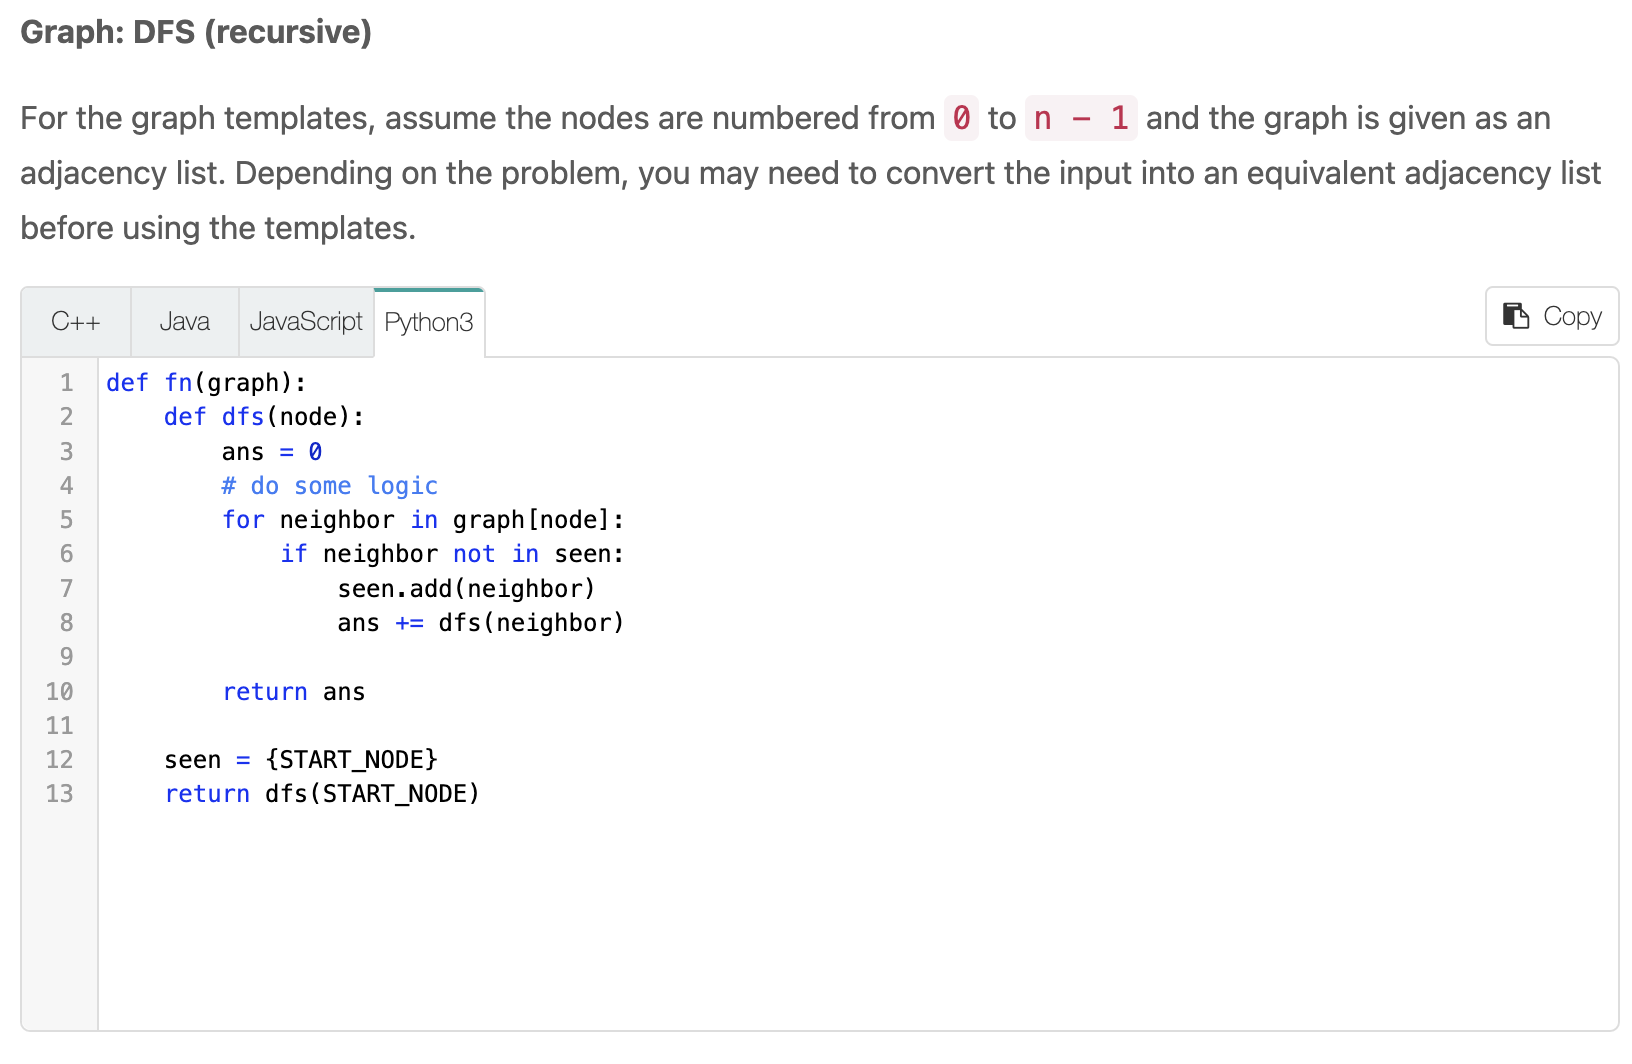 Graph: DFS (recursive)
For the graph templates, assume the nodes are numbered from 0 to n - 1 and the graph is given as an
adjacency list. Depending on the problem, you may need to convert the input into an equivalent adjacency list
before using the templates.
C++ Java JavaScript Python3 Copy
1 def fn(graph):
2     def dfs(node):
3         ans = 0
4         # do some logic
5         for neighbor in graph[node]:
6             if neighbor not in seen:
7                 seen.add(neighbor)
8                 ans += dfs(neighbor)
9
10         return ans
11
12     seen = {START_NODE}
13     return dfs(START_NODE)